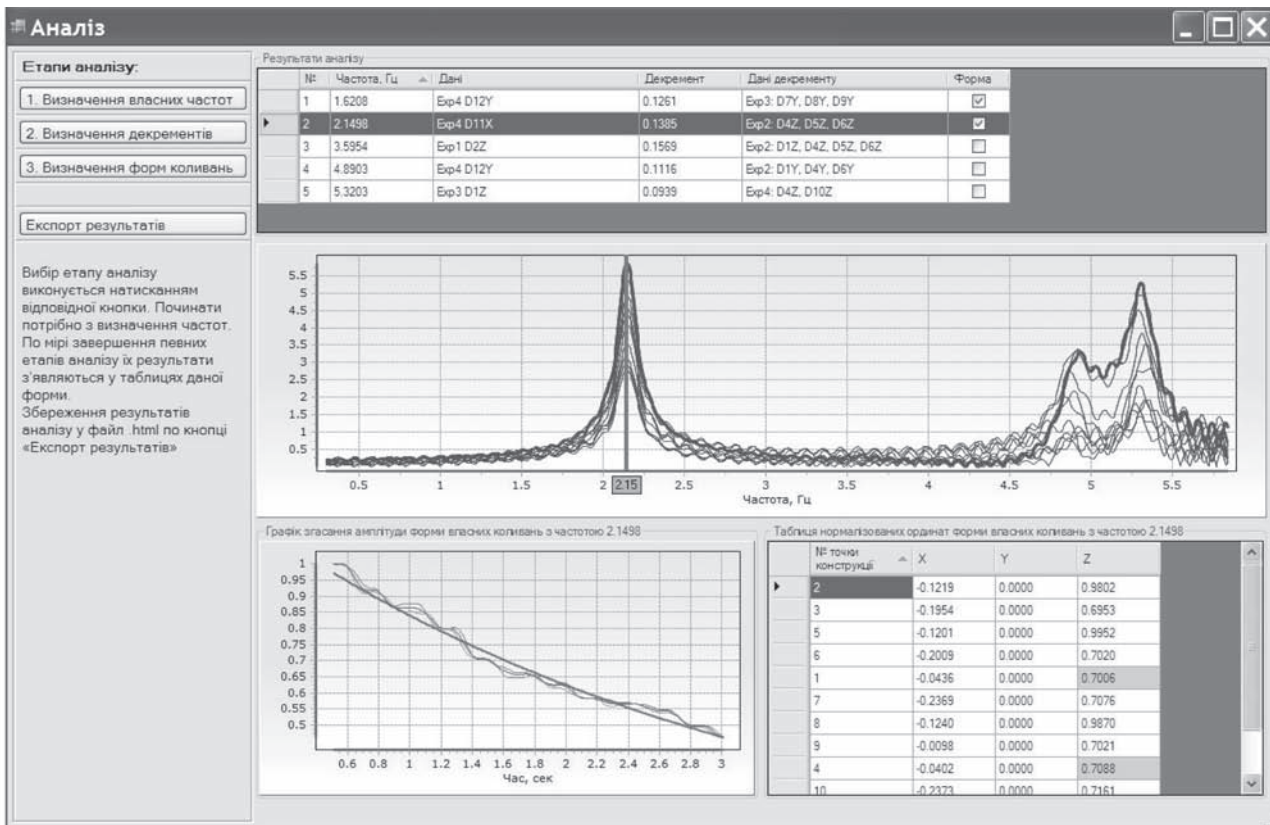 Аналіз
Етапи аналізу:
1. Визначення власних частот
2. Визначення декрементів
3. Визначення форм коливань
Експорт результатів
Вибір етапу аналізу
виконується натисканням
відповідної кнопки. Починати
потрібно з визначення частот.
По мірі завершення певних
етапів аналізу їх результати
з'являються у таблицях даної
форми.
Збереження результатів
аналізу у файл .html по кнопці
«Експорт результатів»
Результати аналізу
№ Частота, Гц Дані Декремент Дані декременту Форма
1 1.6208 Exp4 D12Y 0.1261 Exp3: D7Y, D8Y, D9Y
2 2.1498 Exp4 D11X 0.1385 Exp2: D4Z, D5Z, D6Z
3 3.5954 Exp1 D2Z 0.1569 Exp2: D1Z, D4Z, D5Z, D6Z
4 4.8903 Exp4 D12Y 0.1116 Exp2: D1Y, D4Y, D6Y
5 5.3203 Exp3 D1Z 0.0939 Exp4: D4Z, D10Z
5.5
5
4.5
4
3.5
3
2.5
2
1.5
1
0.5
0.5 1 1.5 2 2.15 2.5 3 3.5 4 4.5 5 5.5
Частота, Гц
Графік згасання амплітуди форми власних коливань з частотою 2.1498
1
0.95
0.9
0.85
0.8
0.75
0.7
0.65
0.6
0.55
0.5
0.6 0.8 1 1.2 1.4 1.6 1.8 2 2.2 2.4 2.6 2.8 3
Час, сек
Таблиця нормалізованих ординат форми власних коливань з частотою 2.1498
№ точки
конструкції X Y Z
2 -0.1219 0.0000 0.9802
3 -0.1954 0.0000 0.6953
5 -0.1201 0.0000 0.9952
6 -0.2009 0.0000 0.7020
1 -0.0436 0.0000 0.7006
7 -0.2369 0.0000 0.7076
8 -0.1240 0.0000 0.9870
9 -0.0098 0.0000 0.7021
4 -0.0402 0.0000 0.7088
10 -0.2373 0.0000 0.7161